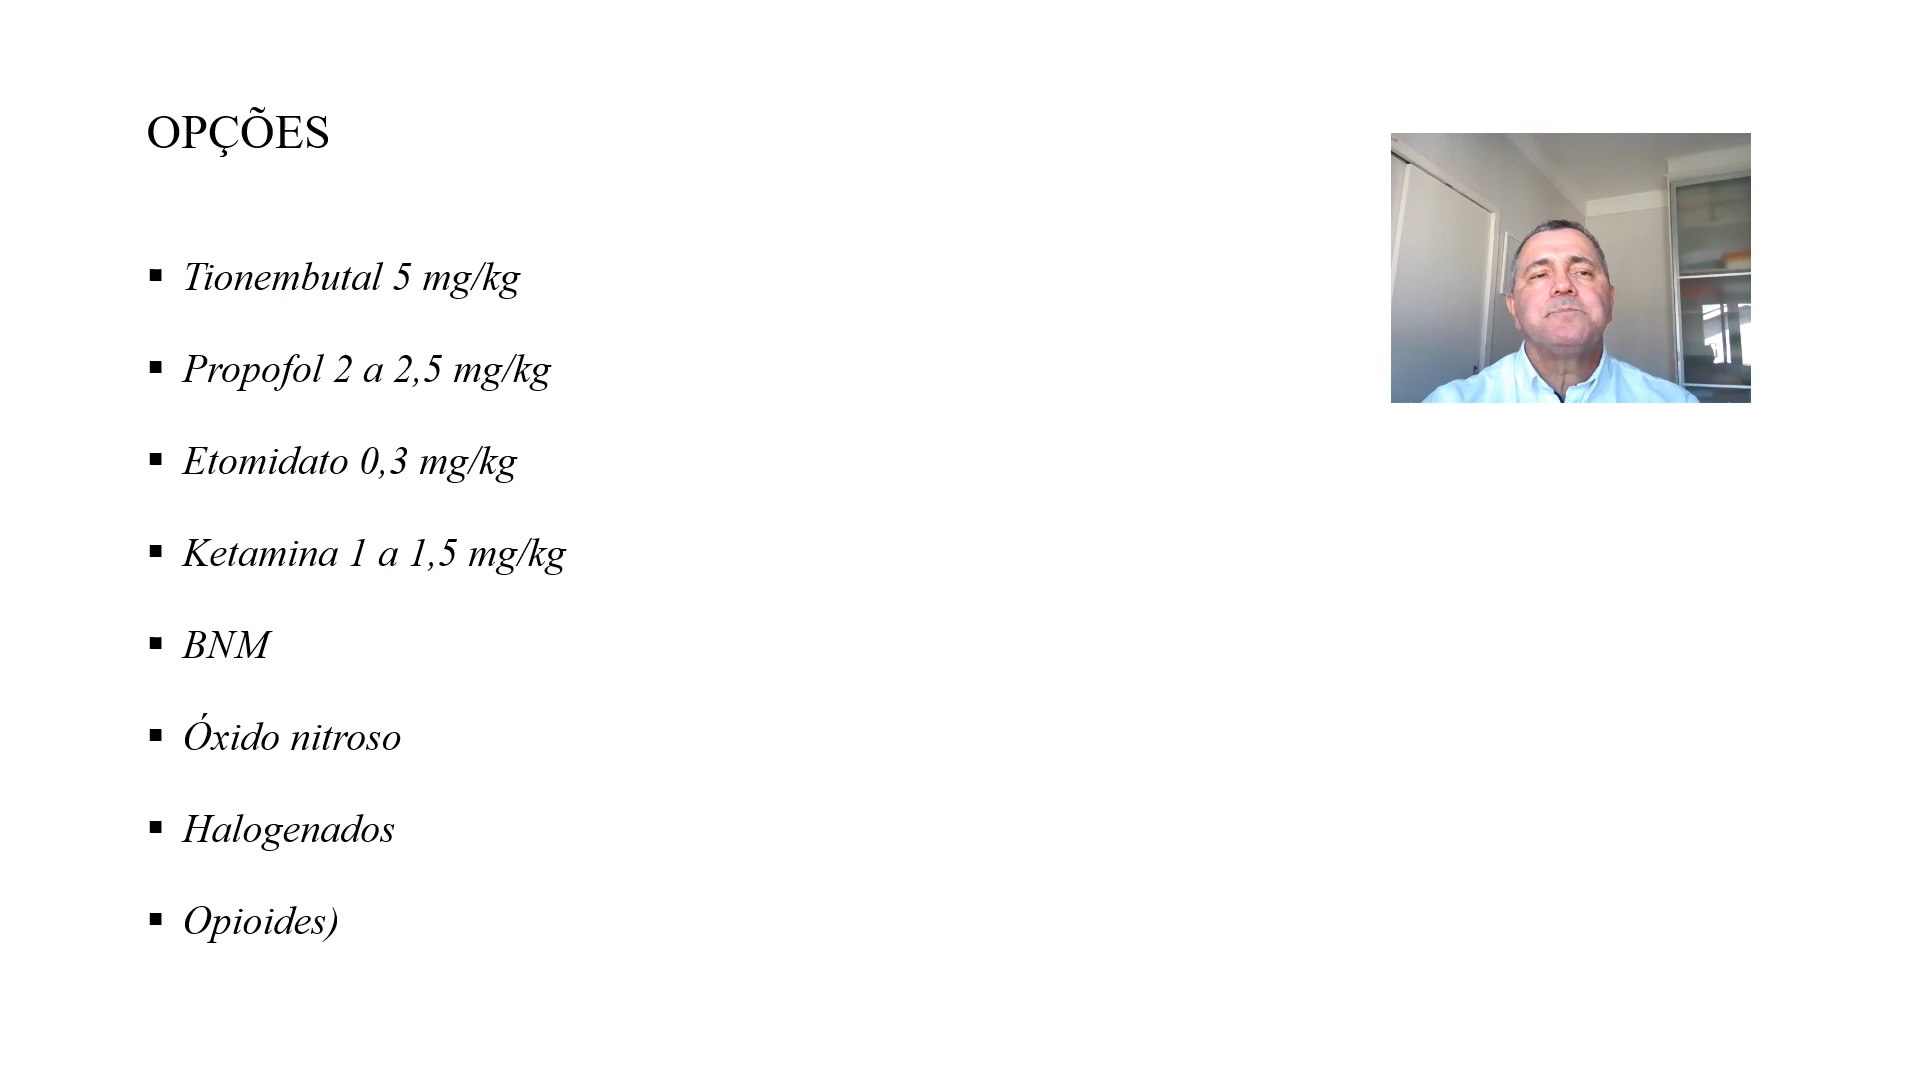 OPÇÕES
▪ Tionembutal 5 mg/kg
▪ Propofol 2 a 2,5 mg/kg
▪ Etomidato 0,3 mg/kg
▪ Ketamina 1 a 1,5 mg/kg
▪ BNM
▪ Óxido nitroso
▪ Halogenados
▪ Opioides)